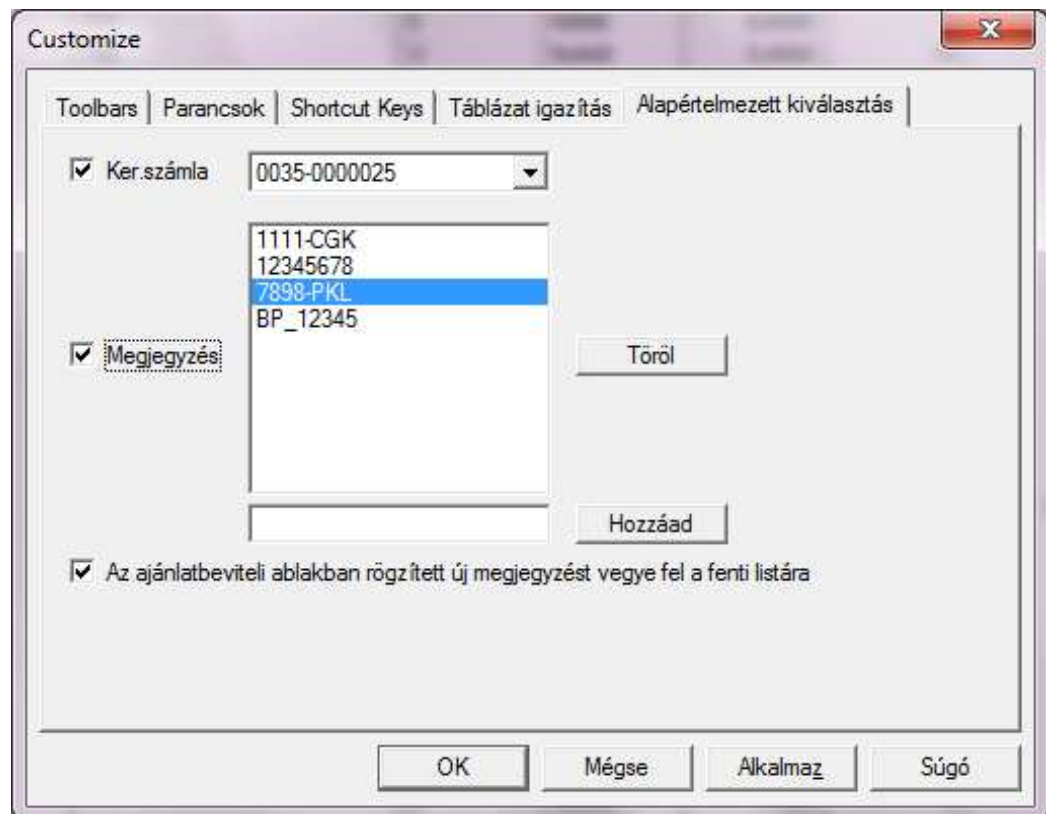 Customize
Toolbars Parancsok Shortcut Keys Táblázat igazítás Alapértelmezett kiválasztás
Ker.számla 0035-0000025
1111-CGK
12345678
7898-PKL
BP_12345
Megjegyzés Töröl
Hozzáad
Az ajánlatbeviteli ablakban rögzített új megjegyzést vegye fel a fenti listára
OK Mégse Alkalmaz Súgó